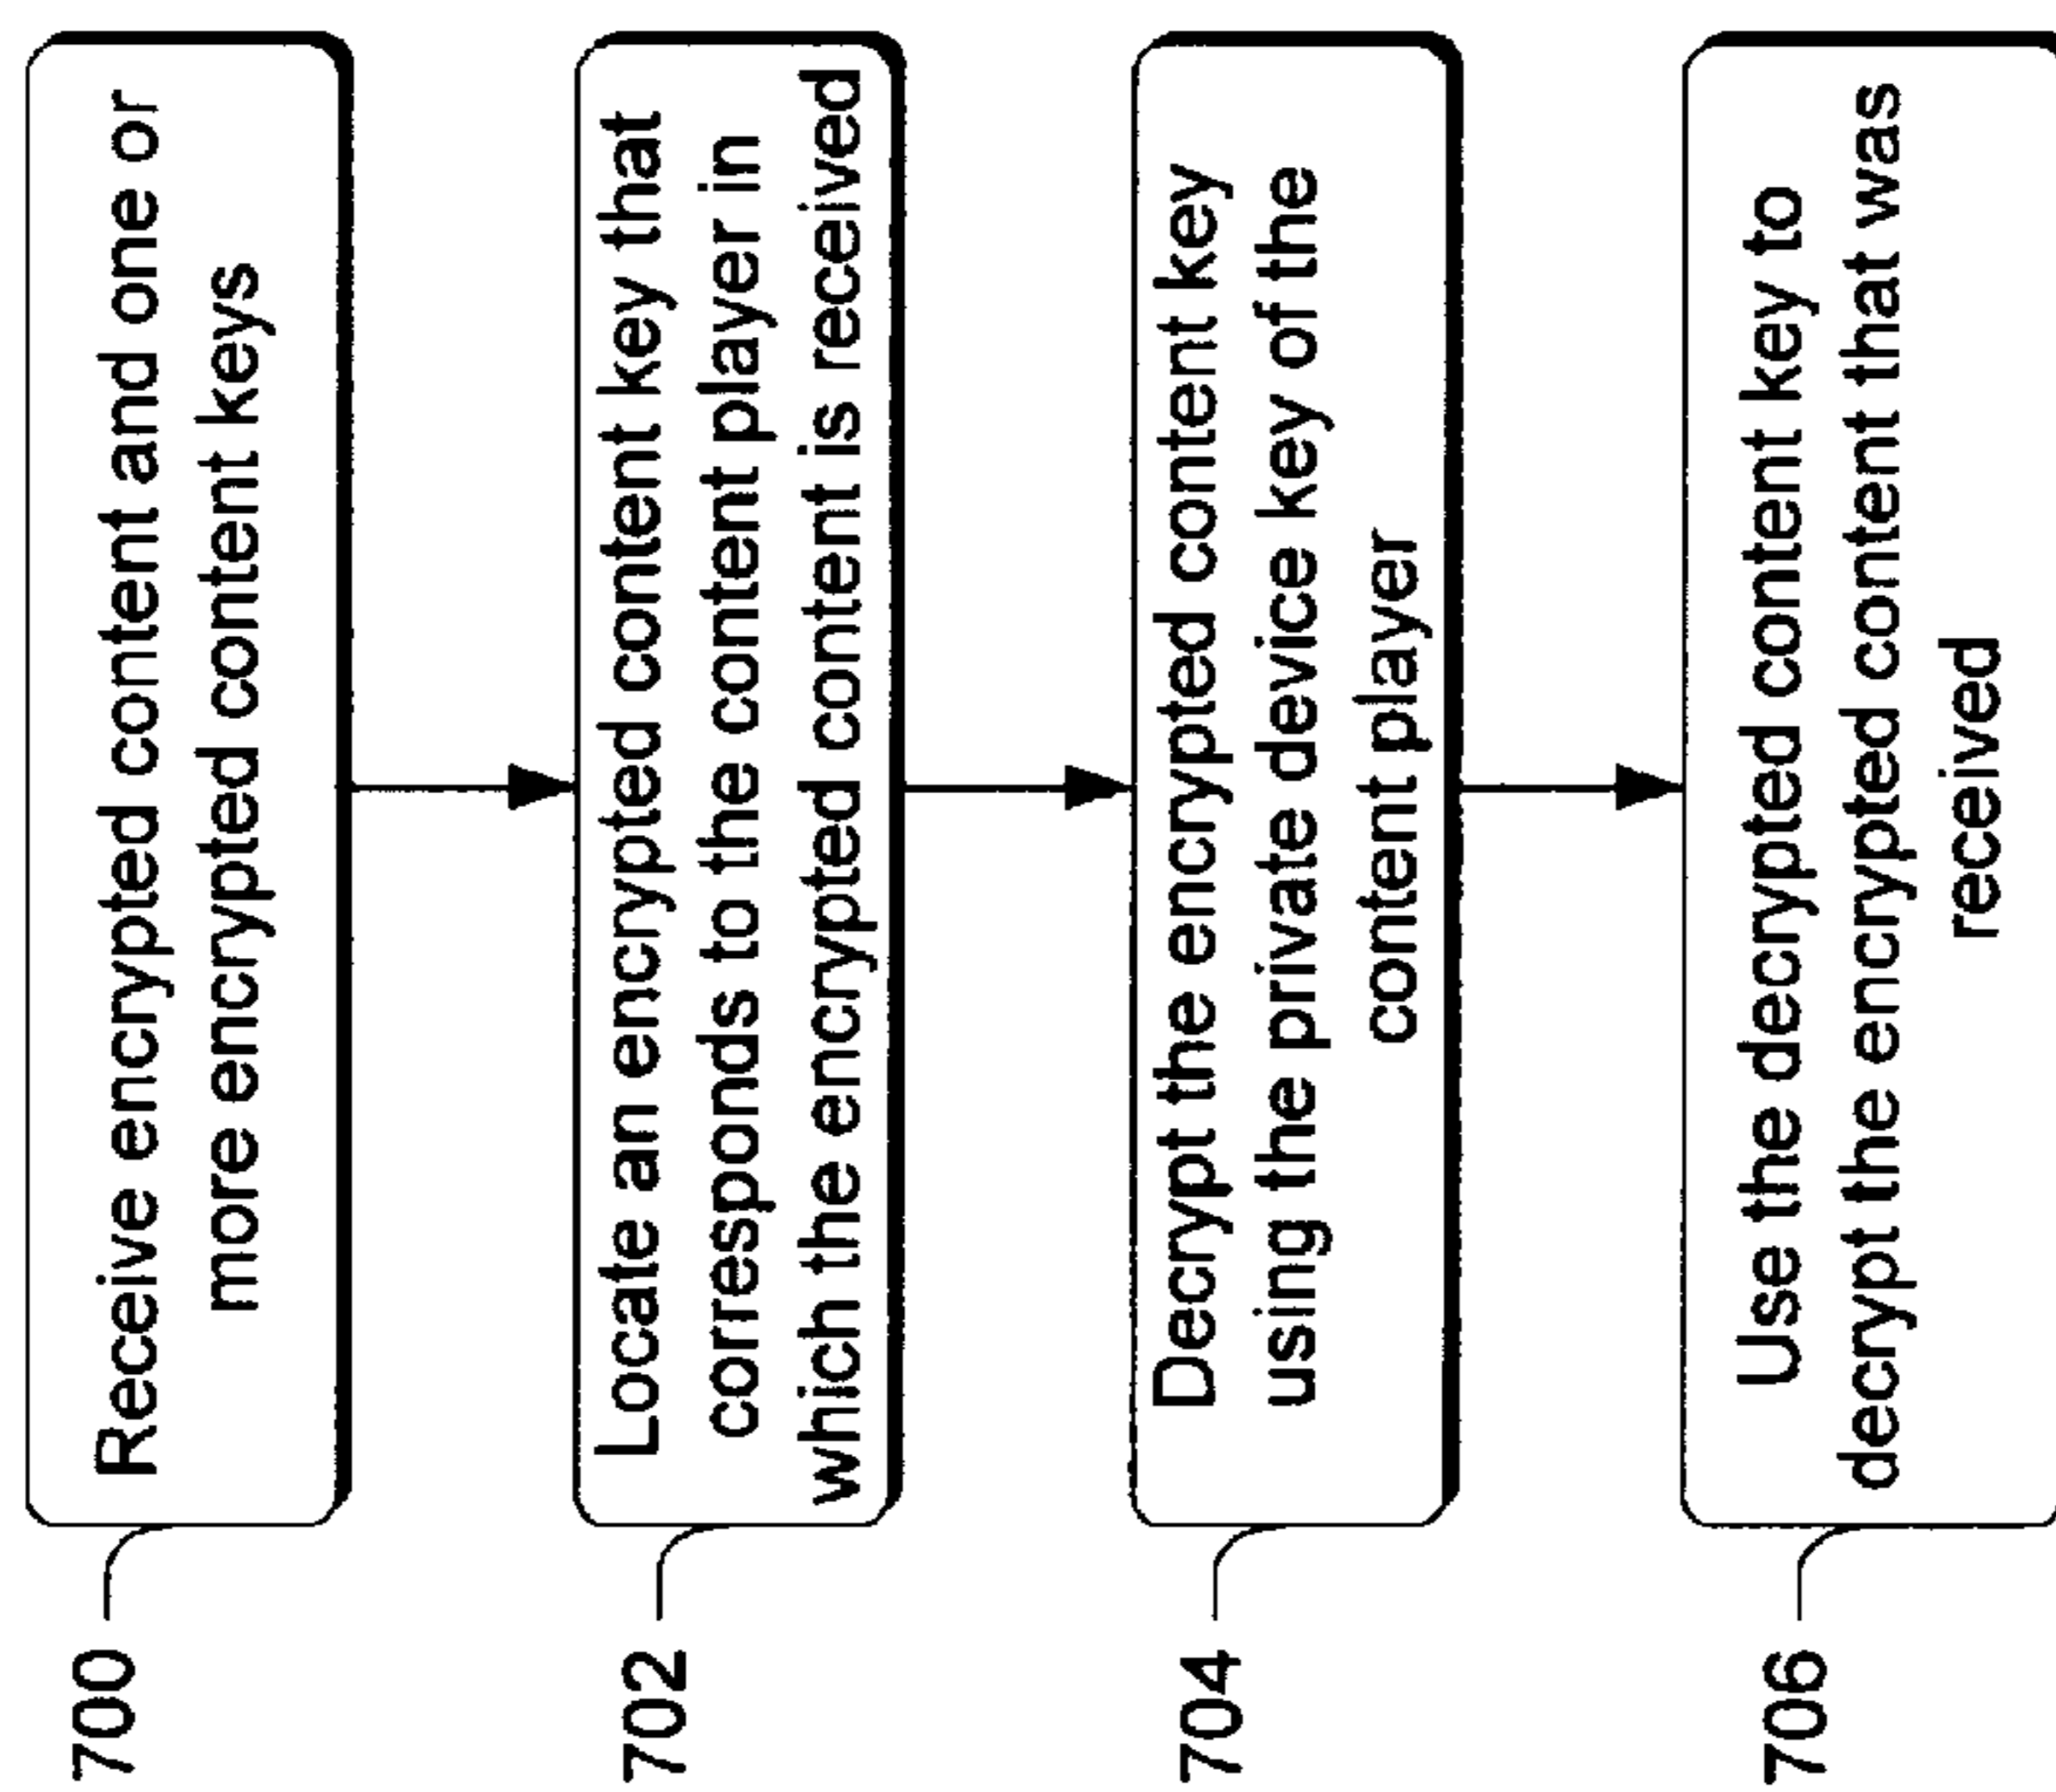 700
Receive encrypted content and one or
more encrypted content keys
702
Locate an encrypted content key that
corresponds to the content player in
which the encrypted content is received
704
Decrypt the encrypted content key
using the private device key of the
content player
706
Use the decrypted content key to
decrypt the encrypted content that was
received